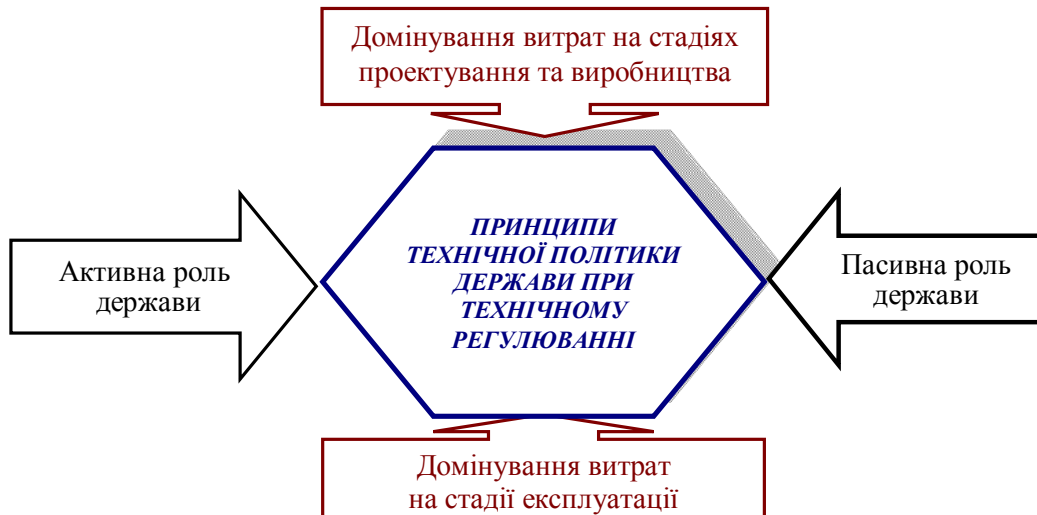 Домінування витрат на стадіях
проектування та виробництва
Активна роль
держави
ПРИНЦИПИ
ТЕХНІЧНОЇ ПОЛІТИКИ
ДЕРЖАВИ ПРИ
ТЕХНІЧНОМУ
РЕГУЛЮВАННІ
Пасивна роль
держави
Домінування витрат
на стадії експлуатації